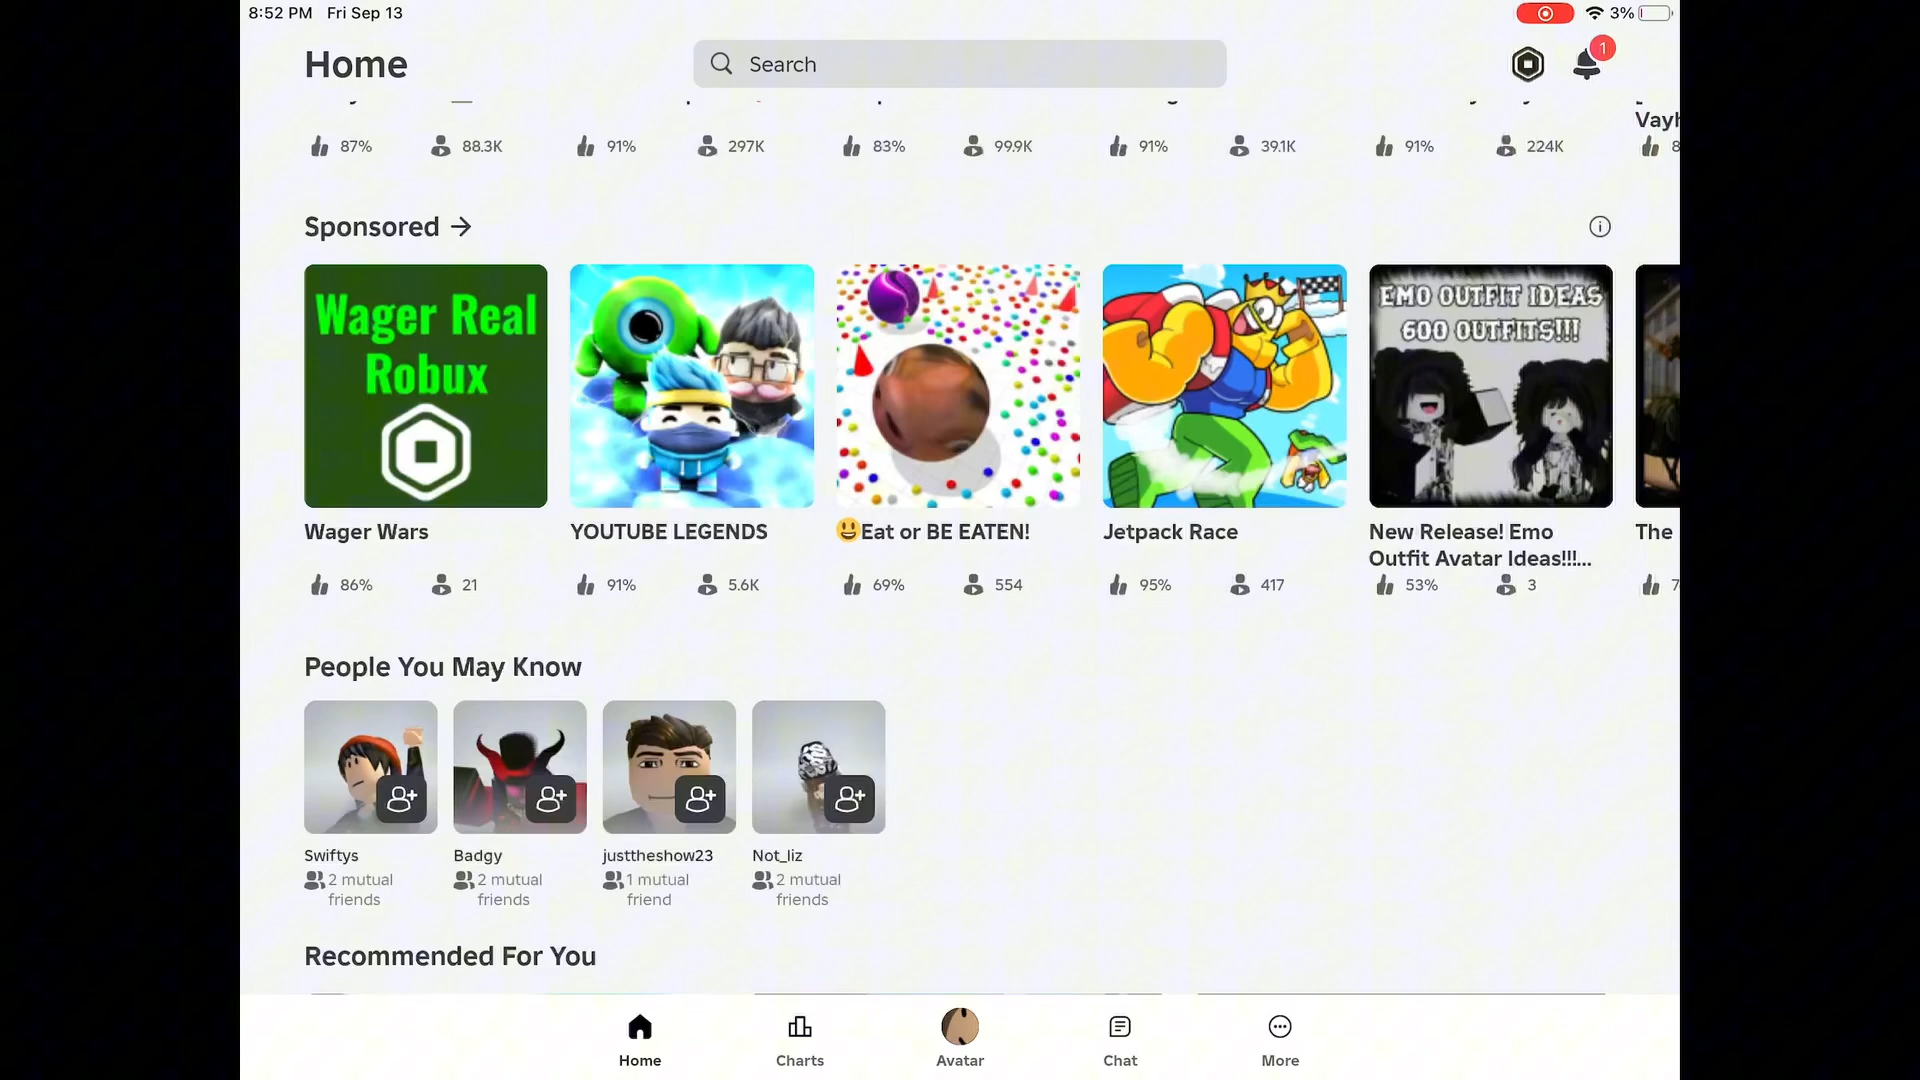 8:52 PM Fri Sep 13
3%
Home
Search
1
Vayh
87% 88.3K 91% 297K 83% 99.9K 91% 39.1K 91% 224K 8
Sponsored
Wager Real
Robux
EMO OUTFIT IDEAS
600 OUTFITS!!!
Wager Wars
YOUTUBE LEGENDS
😃Eat or BE EATEN!
Jetpack Race
New Release! Emo
Outfit Avatar Ideas!!!...
The
86% 21 91% 5.6K 69% 554 95% 417 53% 3 7
People You May Know
Swiftys
2 mutual
friends
Badgy
2 mutual
friends
justtheshow23
1 mutual
friend
Not_liz
2 mutual
friends
Recommended For You
Home
Charts
Avatar
Chat
More